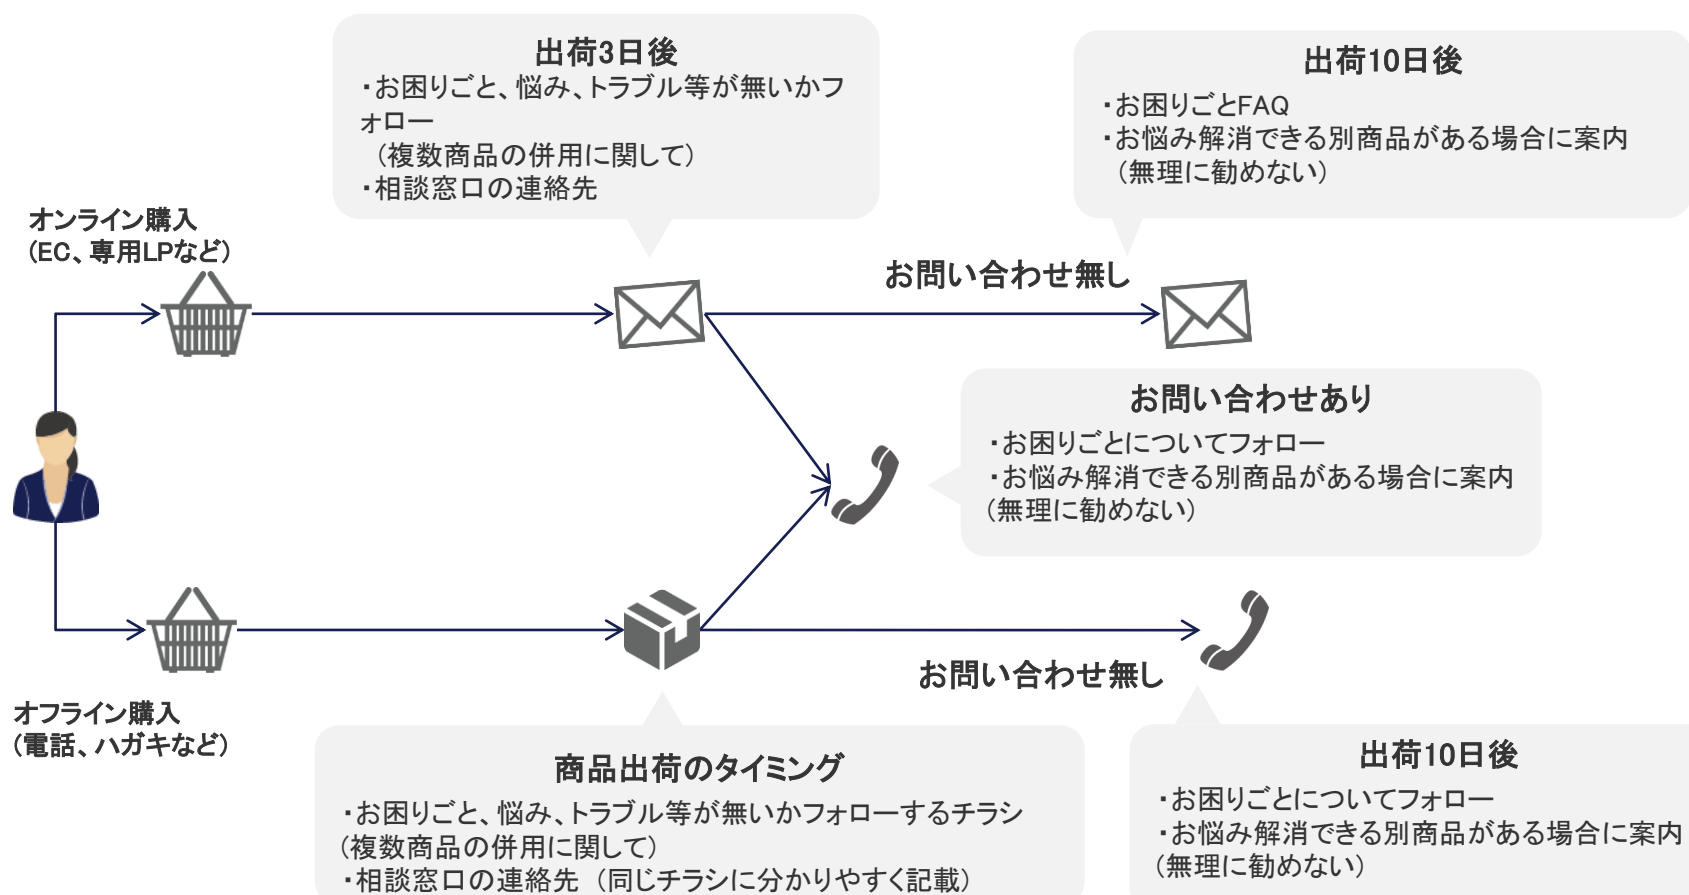 出荷3日後
・お困りごと、悩み、トラブル等が無いかフ
ォロー
（複数商品の併用に関して）
・相談窓口の連絡先
出荷10日後
・お困りごとFAQ
・お悩み解消できる別商品がある場合に案内
（無理に勧めない）
オンライン購入
（EC、専用LPなど）
お問い合わせ無し
お問い合わせあり
・お困りごとについてフォロー
・お悩み解消できる別商品がある場合に案内
（無理に勧めない）
お問い合わせ無し
オフライン購入
（電話、ハガキなど）
商品出荷のタイミング
・お困りごと、悩み、トラブル等が無いかフォローするチラシ
（複数商品の併用に関して）
・相談窓口の連絡先 （同じチラシに分かりやすく記載）
出荷10日後
・お困りごとについてフォロー
・お悩み解消できる別商品がある場合に案内
（無理に勧めない）